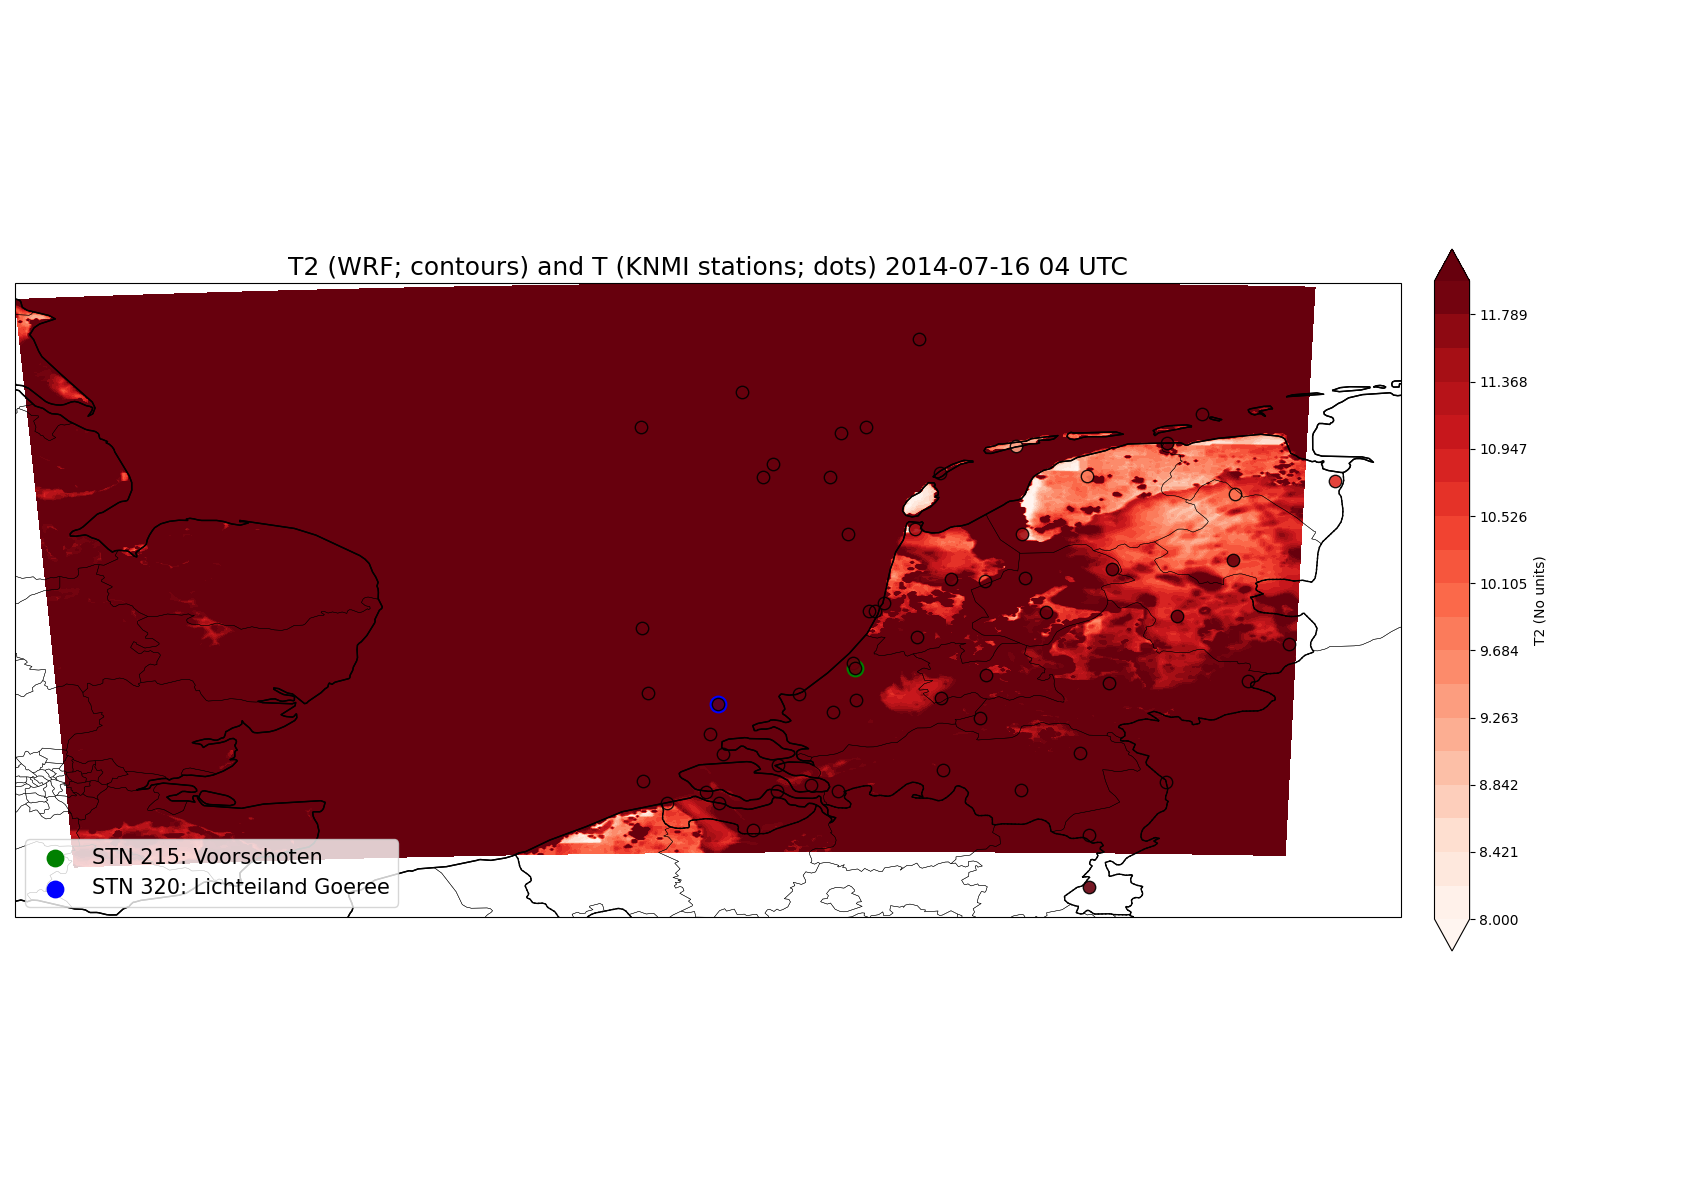 T2 (WRF; contours) and T (KNMI stations; dots) 2014-07-16 04 UTC
11.789
11.368
10.947
10.526
10.105
9.684
9.263
8.842
8.421
8.000
T2 (No units)
STN 215: Voorschoten
STN 320: Lichteiland Goeree